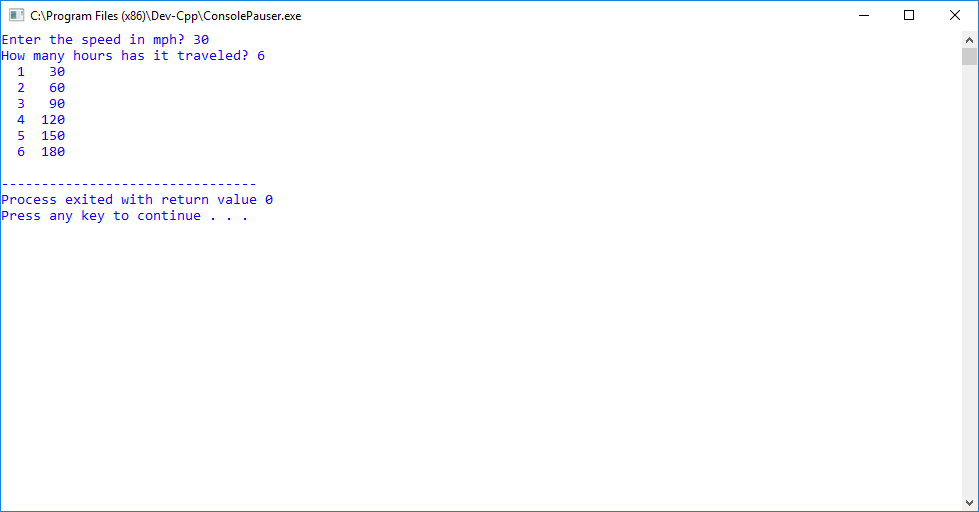 C:\Program Files (x86)\Dev-Cpp\ConsolePauser.exe
Enter the speed in mph? 30
How many hours has it traveled? 6
  1   30
  2   60
  3   90
  4  120
  5  150
  6  180
--------------------------------
Process exited with return value 0
Press any key to continue . . .